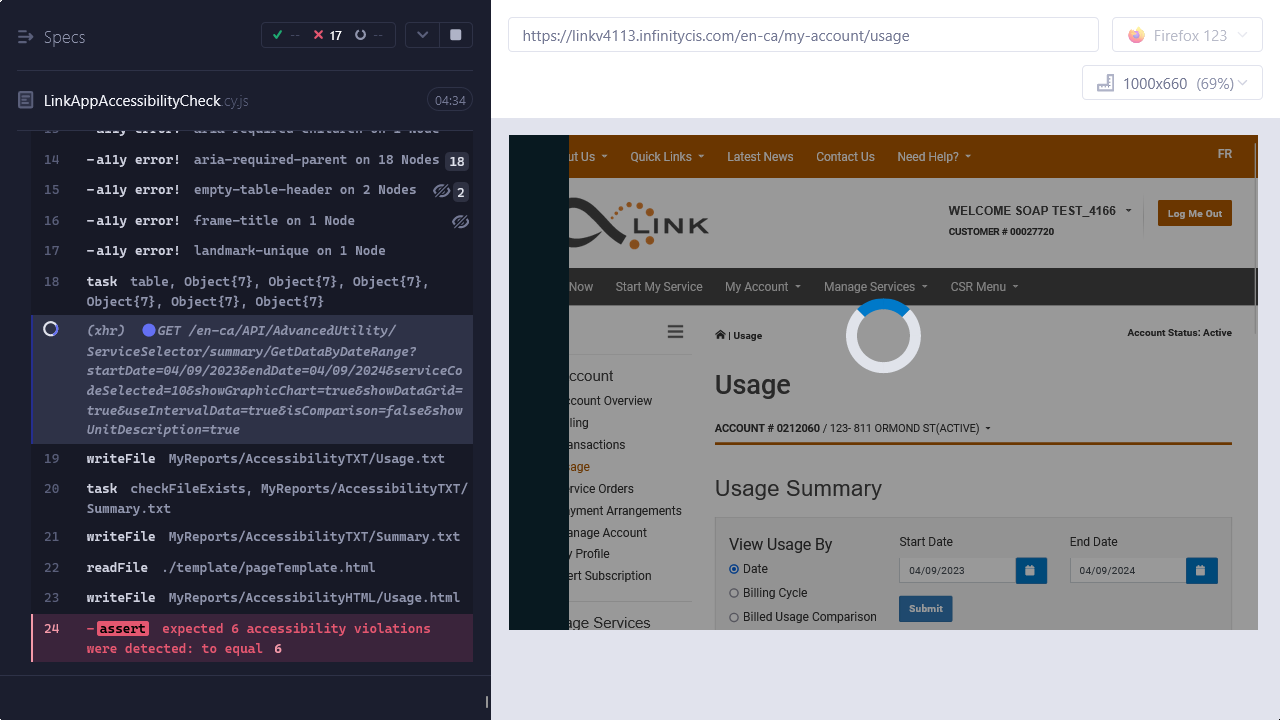 Specs
--
17
--
LinkAppAccessibilityCheck.cy.js
04:34
14 -a11y error! aria-required-parent on 18 Nodes 18
15 -a11y error! empty-table-header on 2 Nodes 2
16 -a11y error! frame-title on 1 Node
17 -a11y error! landmark-unique on 1 Node
18 task table, Object{7}, Object{7}, Object{7},
Object{7}, Object{7}, Object{7}
(xhr) GET /en-ca/API/AdvancedUtility/
ServiceSelector/summary/GetDataByDateRange?
startDate=04/09/2023&endDate=04/09/2024&serviceCo
deSelected=10&showGraphicChart=true&showDataGrid=
true&useIntervalData=true&isComparison=false&show
UnitDescription=true
19 writeFile MyReports/AccessibilityTXT/Usage.txt
20 task checkFileExists, MyReports/AccessibilityTXT/
Summary.txt
21 writeFile MyReports/AccessibilityTXT/Summary.txt
22 readFile ./template/pageTemplate.html
23 writeFile MyReports/AccessibilityHTML/Usage.html
24 -assert expected 6 accessibility violations
were detected: to equal 6
https://linkv4113.infinitycis.com/en-ca/my-account/usage
Firefox 123
1000x660 (69%)
ut Us
Quick Links
Latest News
Contact Us
Need Help?
FR
LINK
WELCOME SOAP TEST_4166
CUSTOMER # 00027720
Log Me Out
Now
Start My Service
My Account
Manage Services
CSR Menu
| Usage
Account Status: Active
ccount
ccount Overview
lling
ansactions
sage
ervice Orders
yment Arrangements
anage Account
y Profile
ert Subscription
age Services
Usage
ACCOUNT # 0212060 / 123- 811 ORMOND ST(ACTIVE)
Usage Summary
View Usage By
Date
Billing Cycle
Billed Usage Comparison
Start Date
04/09/2023
Submit
End Date
04/09/2024